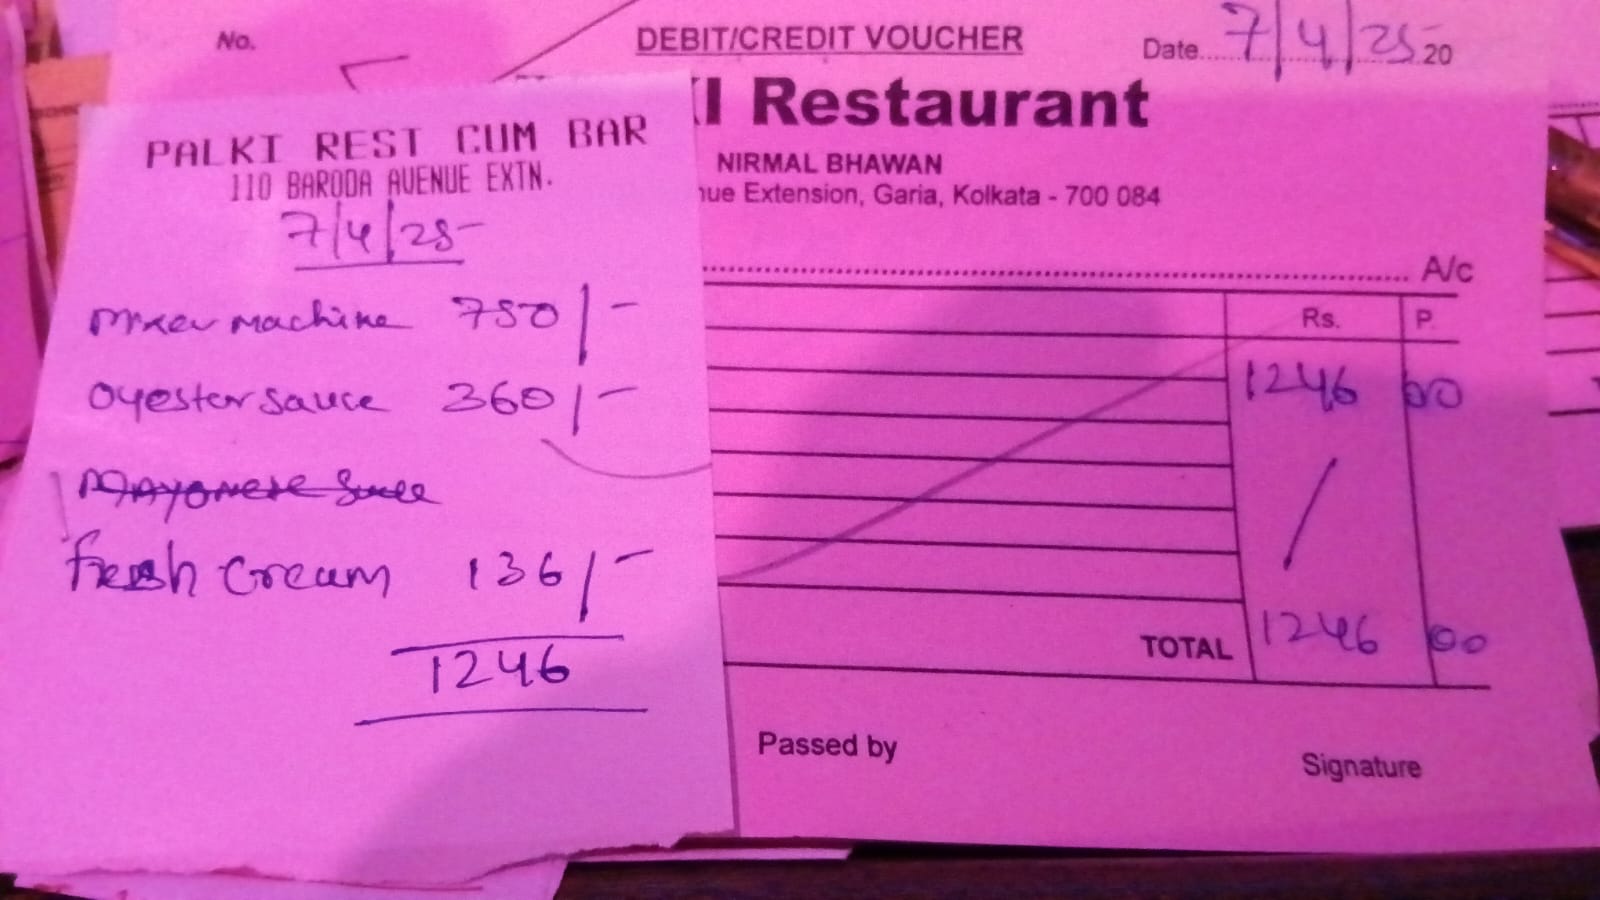 No.
DEBIT/CREDIT VOUCHER
Date 7/4/25 20
I Restaurant
NIRMAL BHAWAN
ue Extension, Garia, Kolkata - 700 084
A/c
Rs. P.
1246 00
TOTAL 1246 00
Passed by
Signature
PALKI REST CUM BAR
110 BARODA AVENUE EXTN.
7/4/25
Mixer machine 750/-
Oyester sauce 360/-
Mayonese Sauce
Fresh Cream 136/-
1246